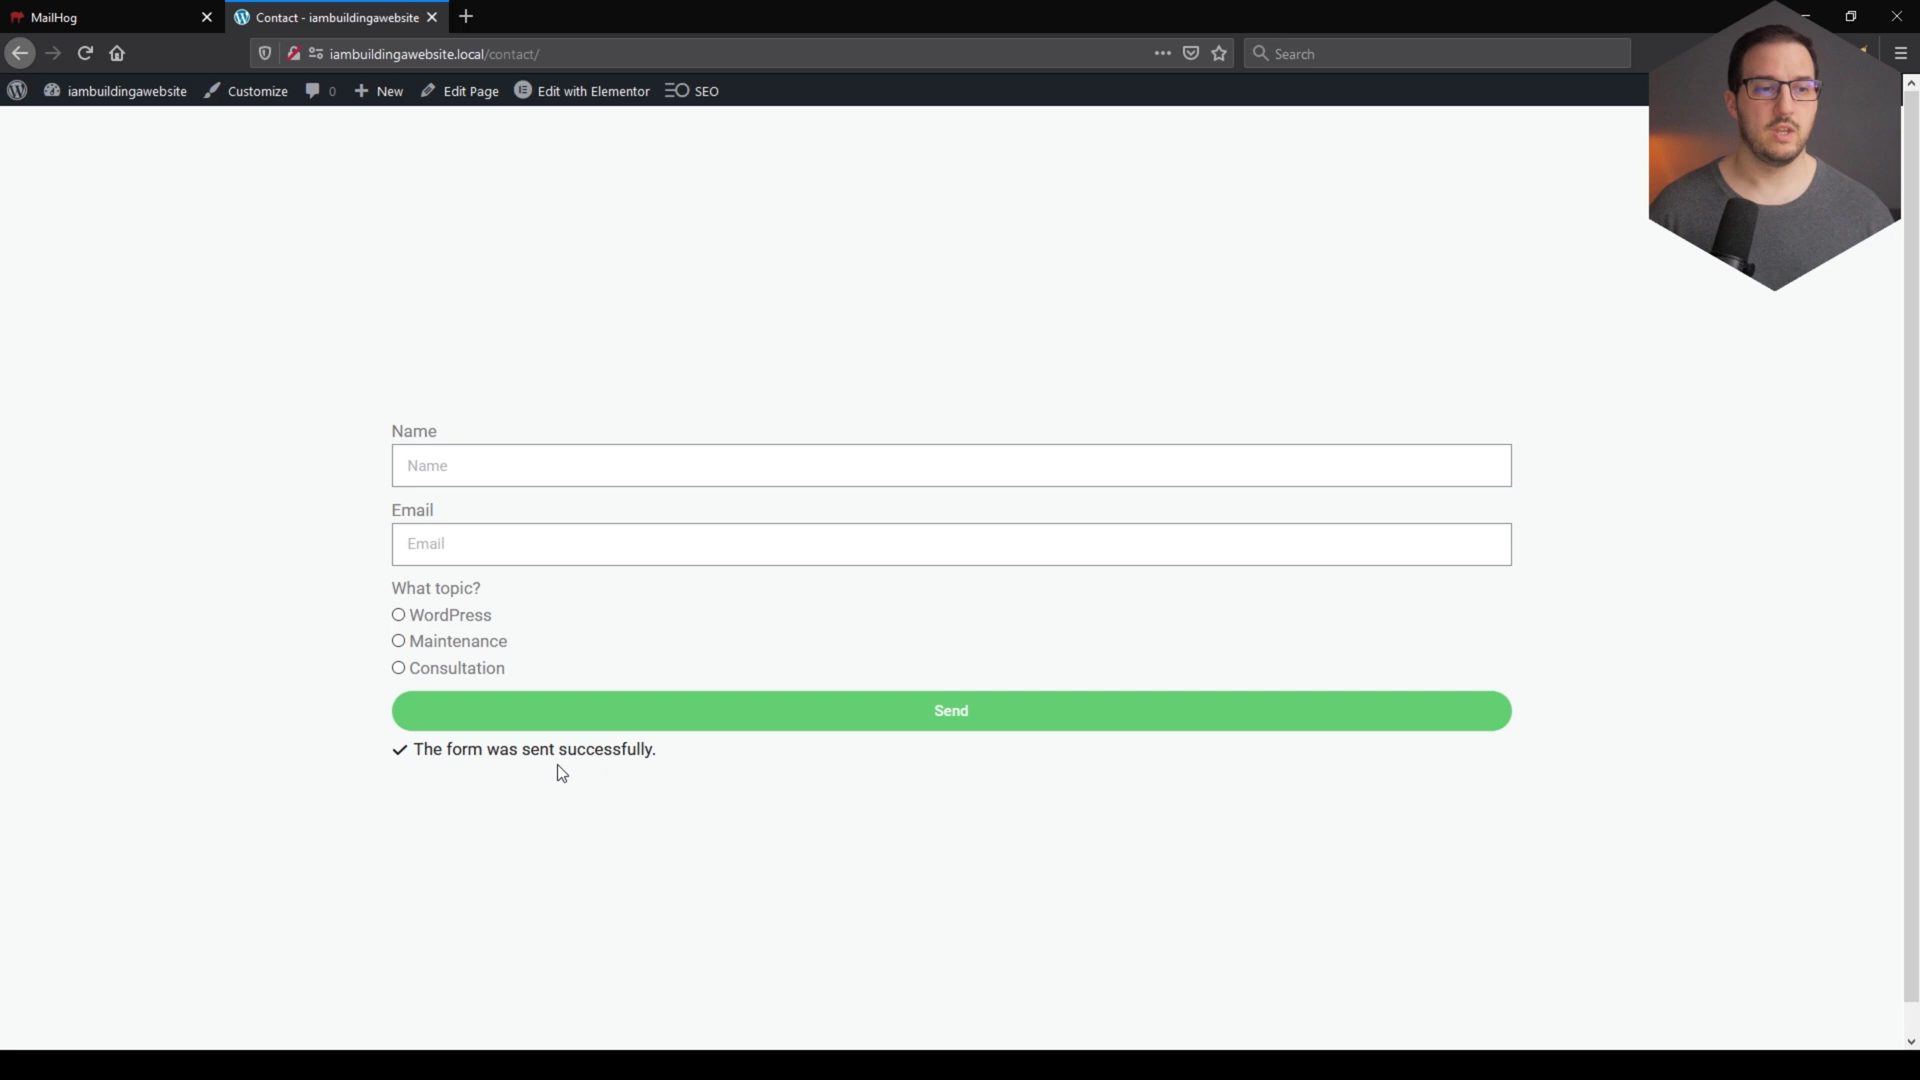 MailHog
Contact - iambuildingawebsite
iambuildingawebsite.local/contact/
Search
iambuildingawebsite
Customize
0
New
Edit Page
Edit with Elementor
SEO
Name
Name
Email
Email
What topic?
WordPress
Maintenance
Consultation
Send
The form was sent successfully.